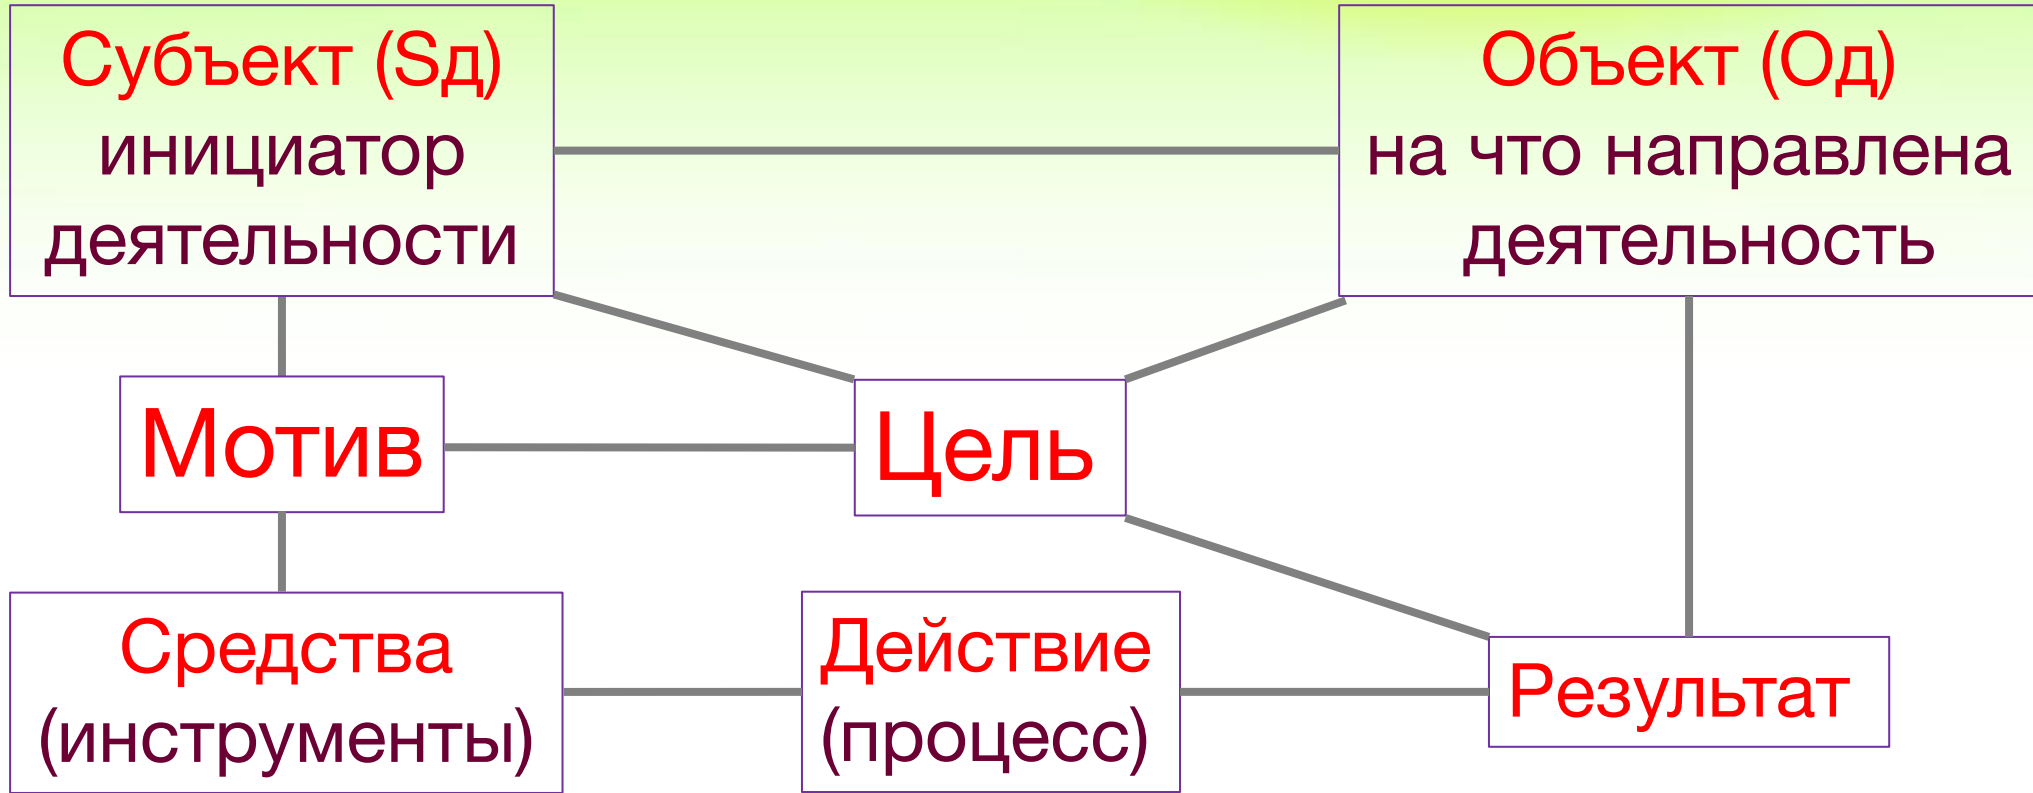 Субъект (Sд)
инициатор
деятельности
Объект (Од)
на что направлена
деятельность
Мотив
Цель
Средства
(инструменты)
Действие
(процесс)
Результат